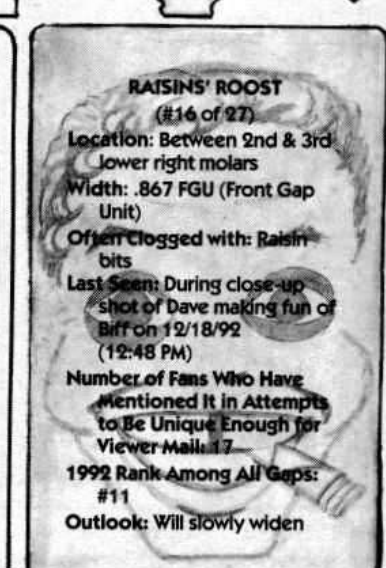 RAISINS' ROOST
(#16 of 27)
Location: Between 2nd & 3rd
lower right molars
Width: .867 FGU (Front Gap
Unit)
Often Clogged with: Raisin
bits
Last Seen: During close-up
shot of Dave making fun of
Biff on 12/18/92
(12:48 PM)
Number of Fans Who Have
Mentioned It in Attempts
to Be Unique Enough for
Viewer Mail: 17
1992 Rank Among All Gaps:
#11
Outlook: Will slowly widen